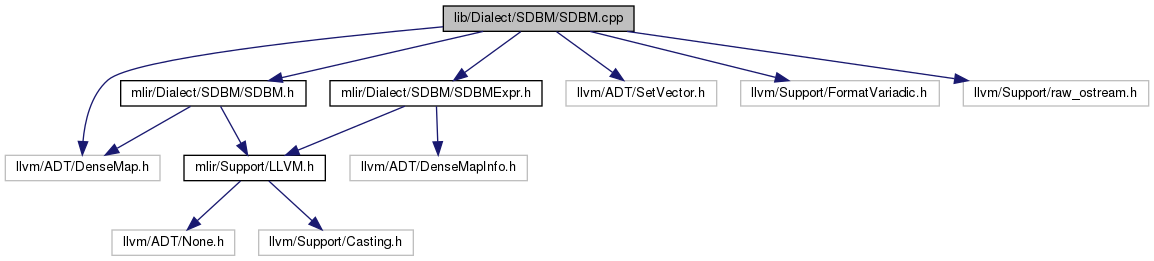 lib/Dialect/SDBM/SDBM.cpp
mlir/Dialect/SDBM/SDBM.h
mlir/Dialect/SDBM/SDBMExpr.h
llvm/ADT/SetVector.h
llvm/Support/FormatVariadic.h
llvm/Support/raw_ostream.h
llvm/ADT/DenseMap.h
mlir/Support/LLVM.h
llvm/ADT/DenseMapInfo.h
llvm/ADT/None.h
llvm/Support/Casting.h